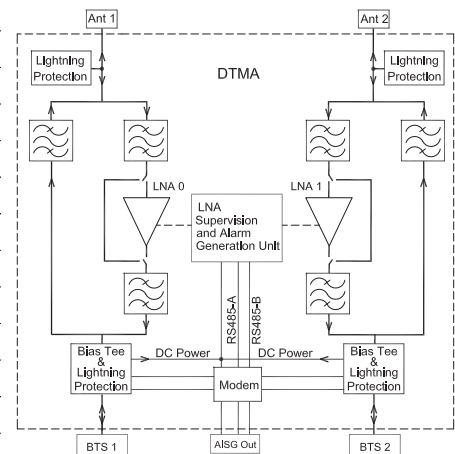 Ant 1
Ant 2
Lightning
Protection
DTMA
Lightning
Protection
LNA 0
LNA
Supervision
and Alarm
Generation Unit
LNA 1
RS485-A
RS485-B
Bias Tee
&
Lightning
Protection
DC Power
DC Power
Bias Tee
&
Lightning
Protection
Modem
BTS 1
AISG Out
BTS 2